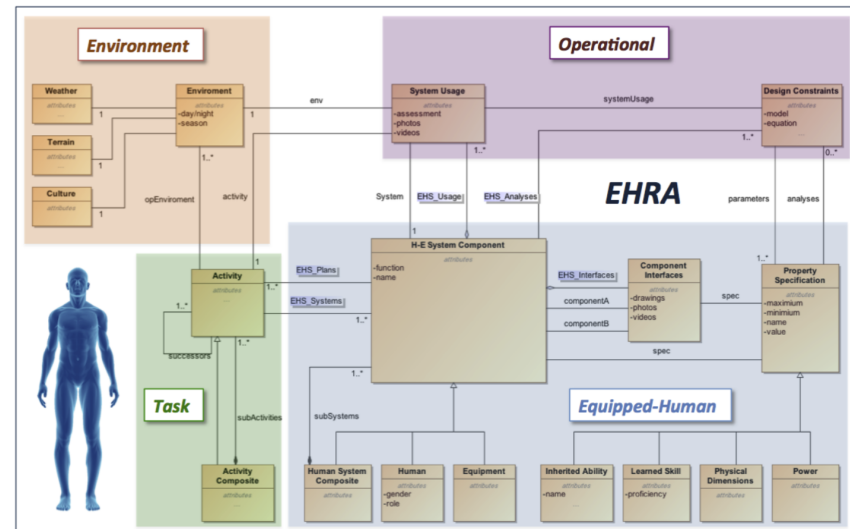 Environment
Operational
Weather
attributes
...
Enviroment
attributes
-day/night
-season
System Usage
attributes
-assessment
-photos
-videos
Design Constraints
attributes
-model
-equation
env
systemUsage
1
1
1
1..*
1..*
0..*
Terrain
attributes
...
1
1..*
Culture
attributes
1
opEnviroment
activity
System
EHS_Usage
EHS_Analyses
EHRA
parameters
analyses
1
1
1..*
H-E System Component
attributes
-function
-name
Activity
attributes
...
EHS_Plans
1..*
EHS_Systems
1..*
1..*
successors
EHS_Interfaces
componentA
componentB
Component
Interfaces
attributes
-drawings
-photos
-videos
spec
spec
Property
Specification
attributes
-maximium
-minimium
-name
-value
1..*
Task
subActivities
subSystems
Equipped-Human
Activity
Composite
attributes
...
Human System
Composite
attributes
...
Human
attributes
-gender
-role
Equipment
attributes
Inherited Ability
attributes
-name
...
Learned Skill
attributes
-proficiency
Physical
Dimensions
attributes
Power
attributes
...